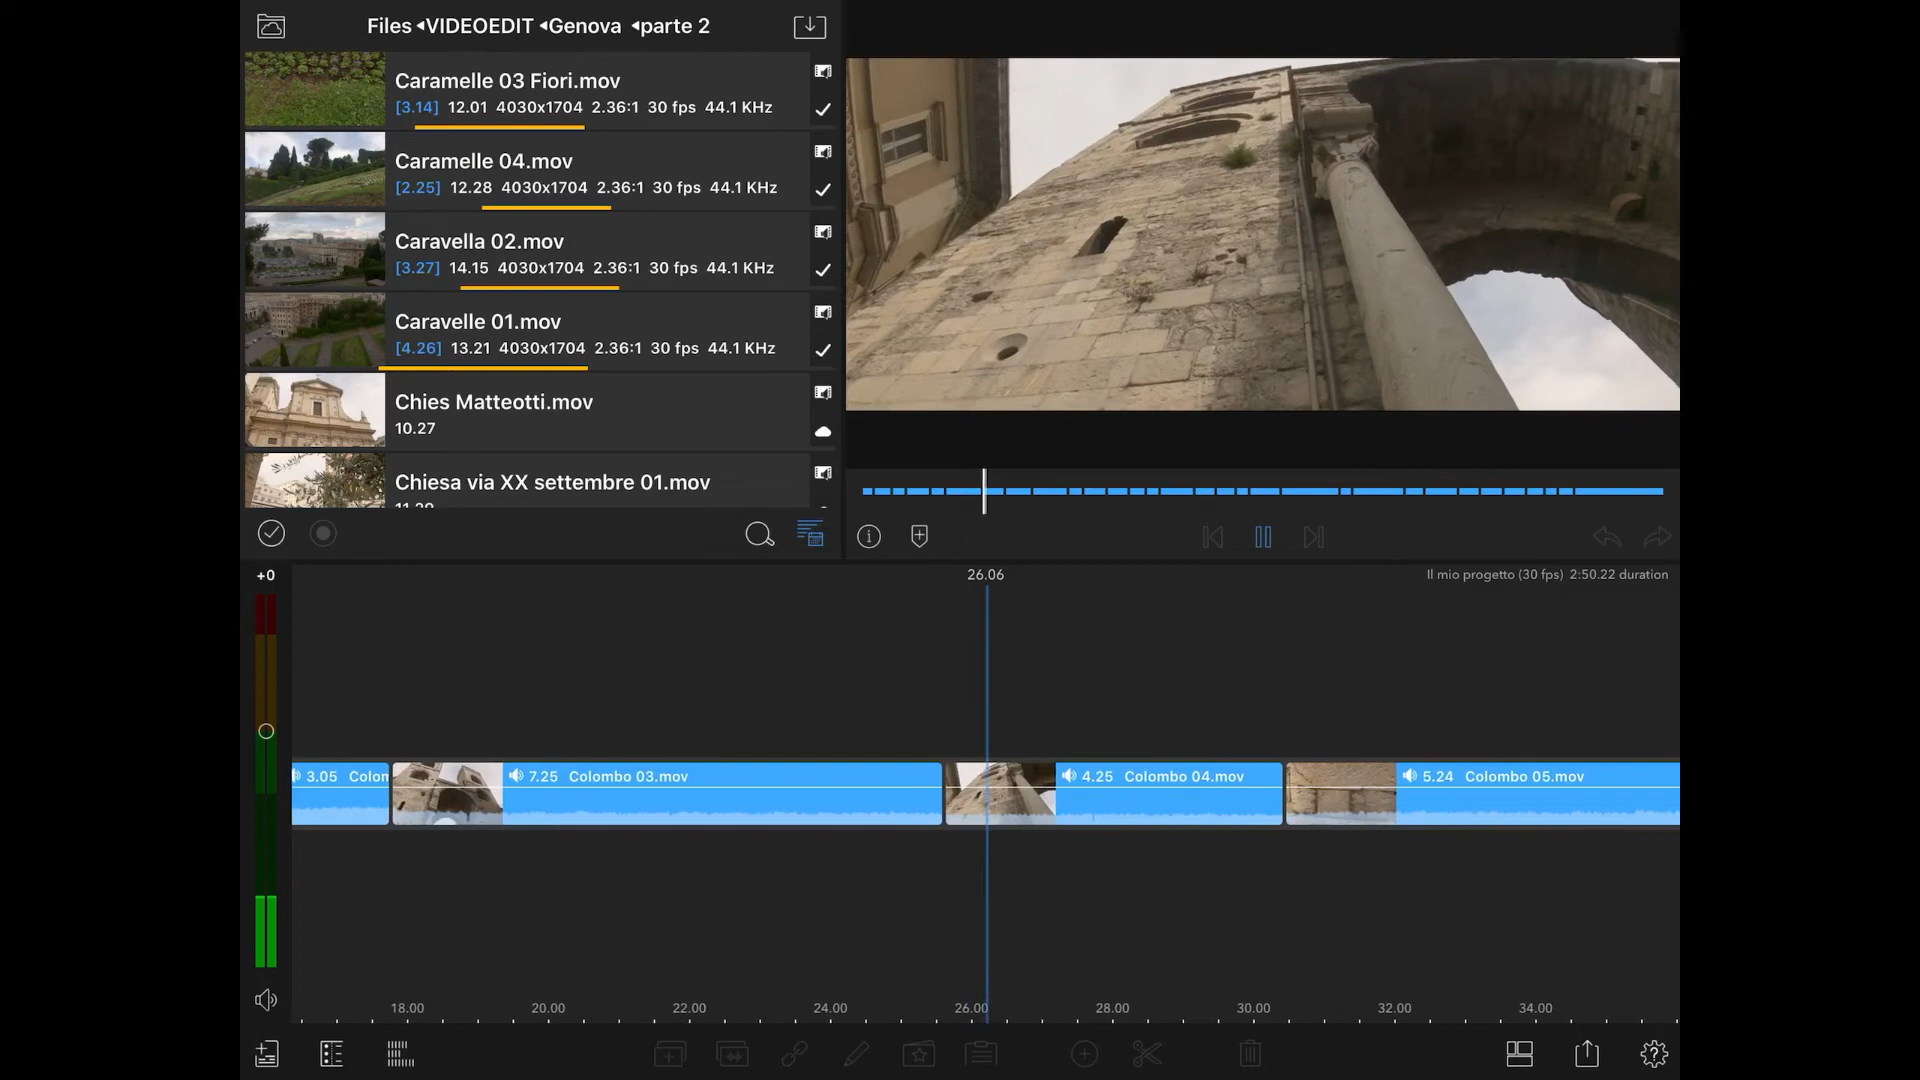 Files ◂VIDEOEDIT ◂Genova ◂parte 2
Caramelle 03 Fiori.mov
[3.14] 12.01 4030x1704 2.36:1 30 fps 44.1 KHz
Caramelle 04.mov
[2.25] 12.28 4030x1704 2.36:1 30 fps 44.1 KHz
Caravella 02.mov
[3.27] 14.15 4030x1704 2.36:1 30 fps 44.1 KHz
Caravelle 01.mov
[4.26] 13.21 4030x1704 2.36:1 30 fps 44.1 KHz
Chies Matteotti.mov
10.27
Chiesa via XX settembre 01.mov
+0
26.06
Il mio progetto (30 fps) 2:50.22 duration
3.05 Colon
7.25 Colombo 03.mov
4.25 Colombo 04.mov
5.24 Colombo 05.mov
18.00 20.00 22.00 24.00 26.00 28.00 30.00 32.00 34.00